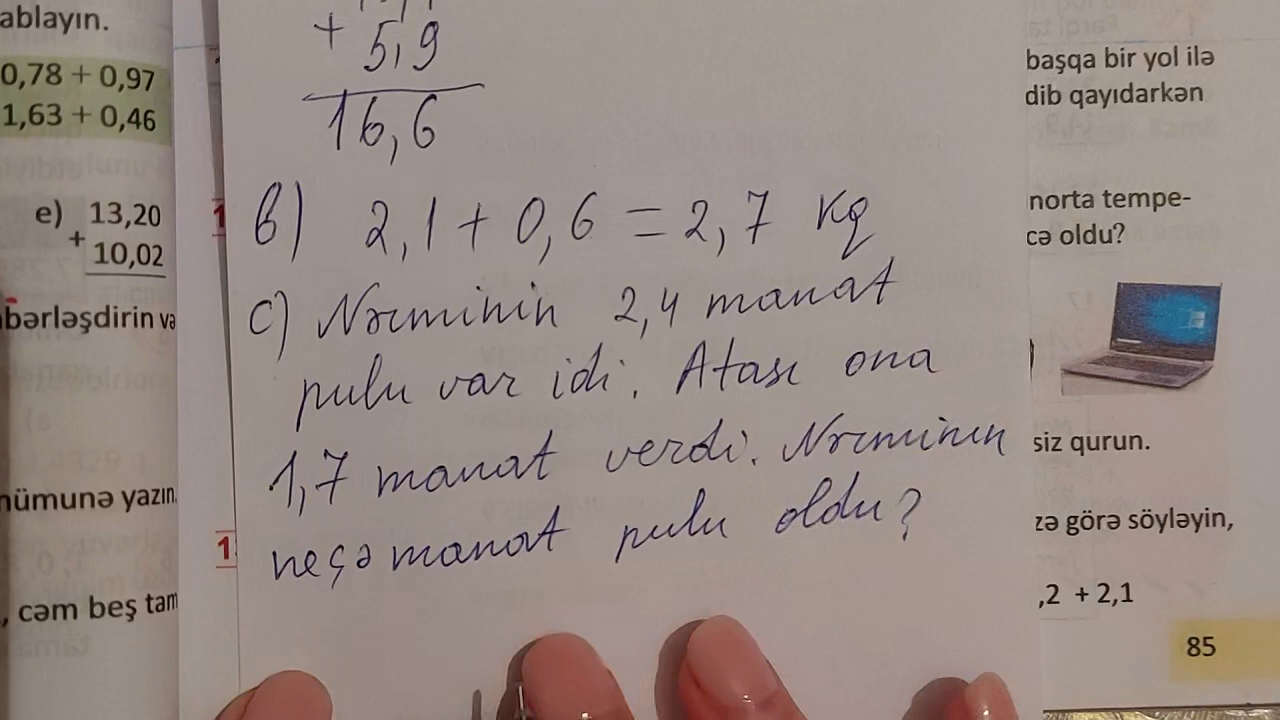 ablayın.
0,78 + 0,97
1,63 + 0,46
e) 13,20
+
10,02
bərləşdirin və
nümunə yazın.
, cəm beş tam
+ 5,9
16,6
b) 2,1 + 0,6 = 2,7 kq
c) Nərminin 2,4 manat
pulu var idi. Atası ona
1,7 manat verdi. Nərminin
neçə manat pulu oldu?
başqa bir yol ilə
dib qayıdarkən
norta tempe-
cə oldu?
siz qurun.
zə görə söyləyin,
,2 + 2,1
85